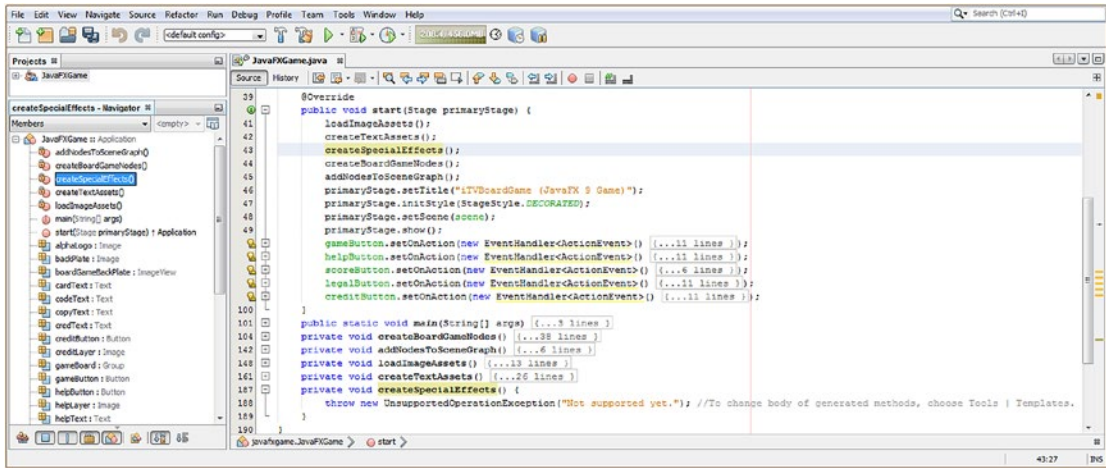 File Edit View Navigate Source Refactor Run Debug Profile Team Tools Window Help
Search (Ctrl+I)
<default config>
Projects
JavaFXGame
createSpecialEffects - Navigator
Members
<empty>
JavaFXGame :: Application
addNodesToSceneGraph()
createBoardGameNodes()
createSpecialEffects()
createTextAssets()
loadImageAssets()
main(String[] args)
start(Stage primaryStage) ↑ Application
alphaLogo : Image
backPlate : Image
boardGameBackPlate : ImageView
cardText : Text
codeText : Text
copyText : Text
credText : Text
creditButton : Button
creditLayer : Image
gameBoard : Group
gameButton : Button
helpButton : Button
helpLayer : Image
helpText : Text
JavaFXGame.java
Source History
39 @Override
public void start(Stage primaryStage) {
41 loadImageAssets();
42 createTextAssets();
43 createSpecialEffects();
44 createBoardGameNodes();
45 addNodesToSceneGraph();
46 primaryStage.setTitle("iTVBoardGame (JavaFX 9 Game)");
47 primaryStage.initStyle(StageStyle.DECORATED);
48 primaryStage.setScene(scene);
49 primaryStage.show();
gameButton.setOnAction(new EventHandler<ActionEvent>() {...11 lines });
helpButton.setOnAction(new EventHandler<ActionEvent>() {...11 lines });
scoreButton.setOnAction(new EventHandler<ActionEvent>() {...6 lines });
legalButton.setOnAction(new EventHandler<ActionEvent>() {...11 lines });
creditButton.setOnAction(new EventHandler<ActionEvent>() {...11 lines });
100 }
101 public static void main(String[] args) {...3 lines }
104 private void createBoardGameNodes() {...38 lines }
142 private void addNodesToSceneGraph() {...6 lines }
148 private void loadImageAssets() {...13 lines }
161 private void createTextAssets() {...26 lines }
187 private void createSpecialEffects() {
188 throw new UnsupportedOperationException("Not supported yet."); //To change body of generated methods, choose Tools | Templates.
189 }
190 }
javafxgame.JavaFXGame
start
43:27
INS